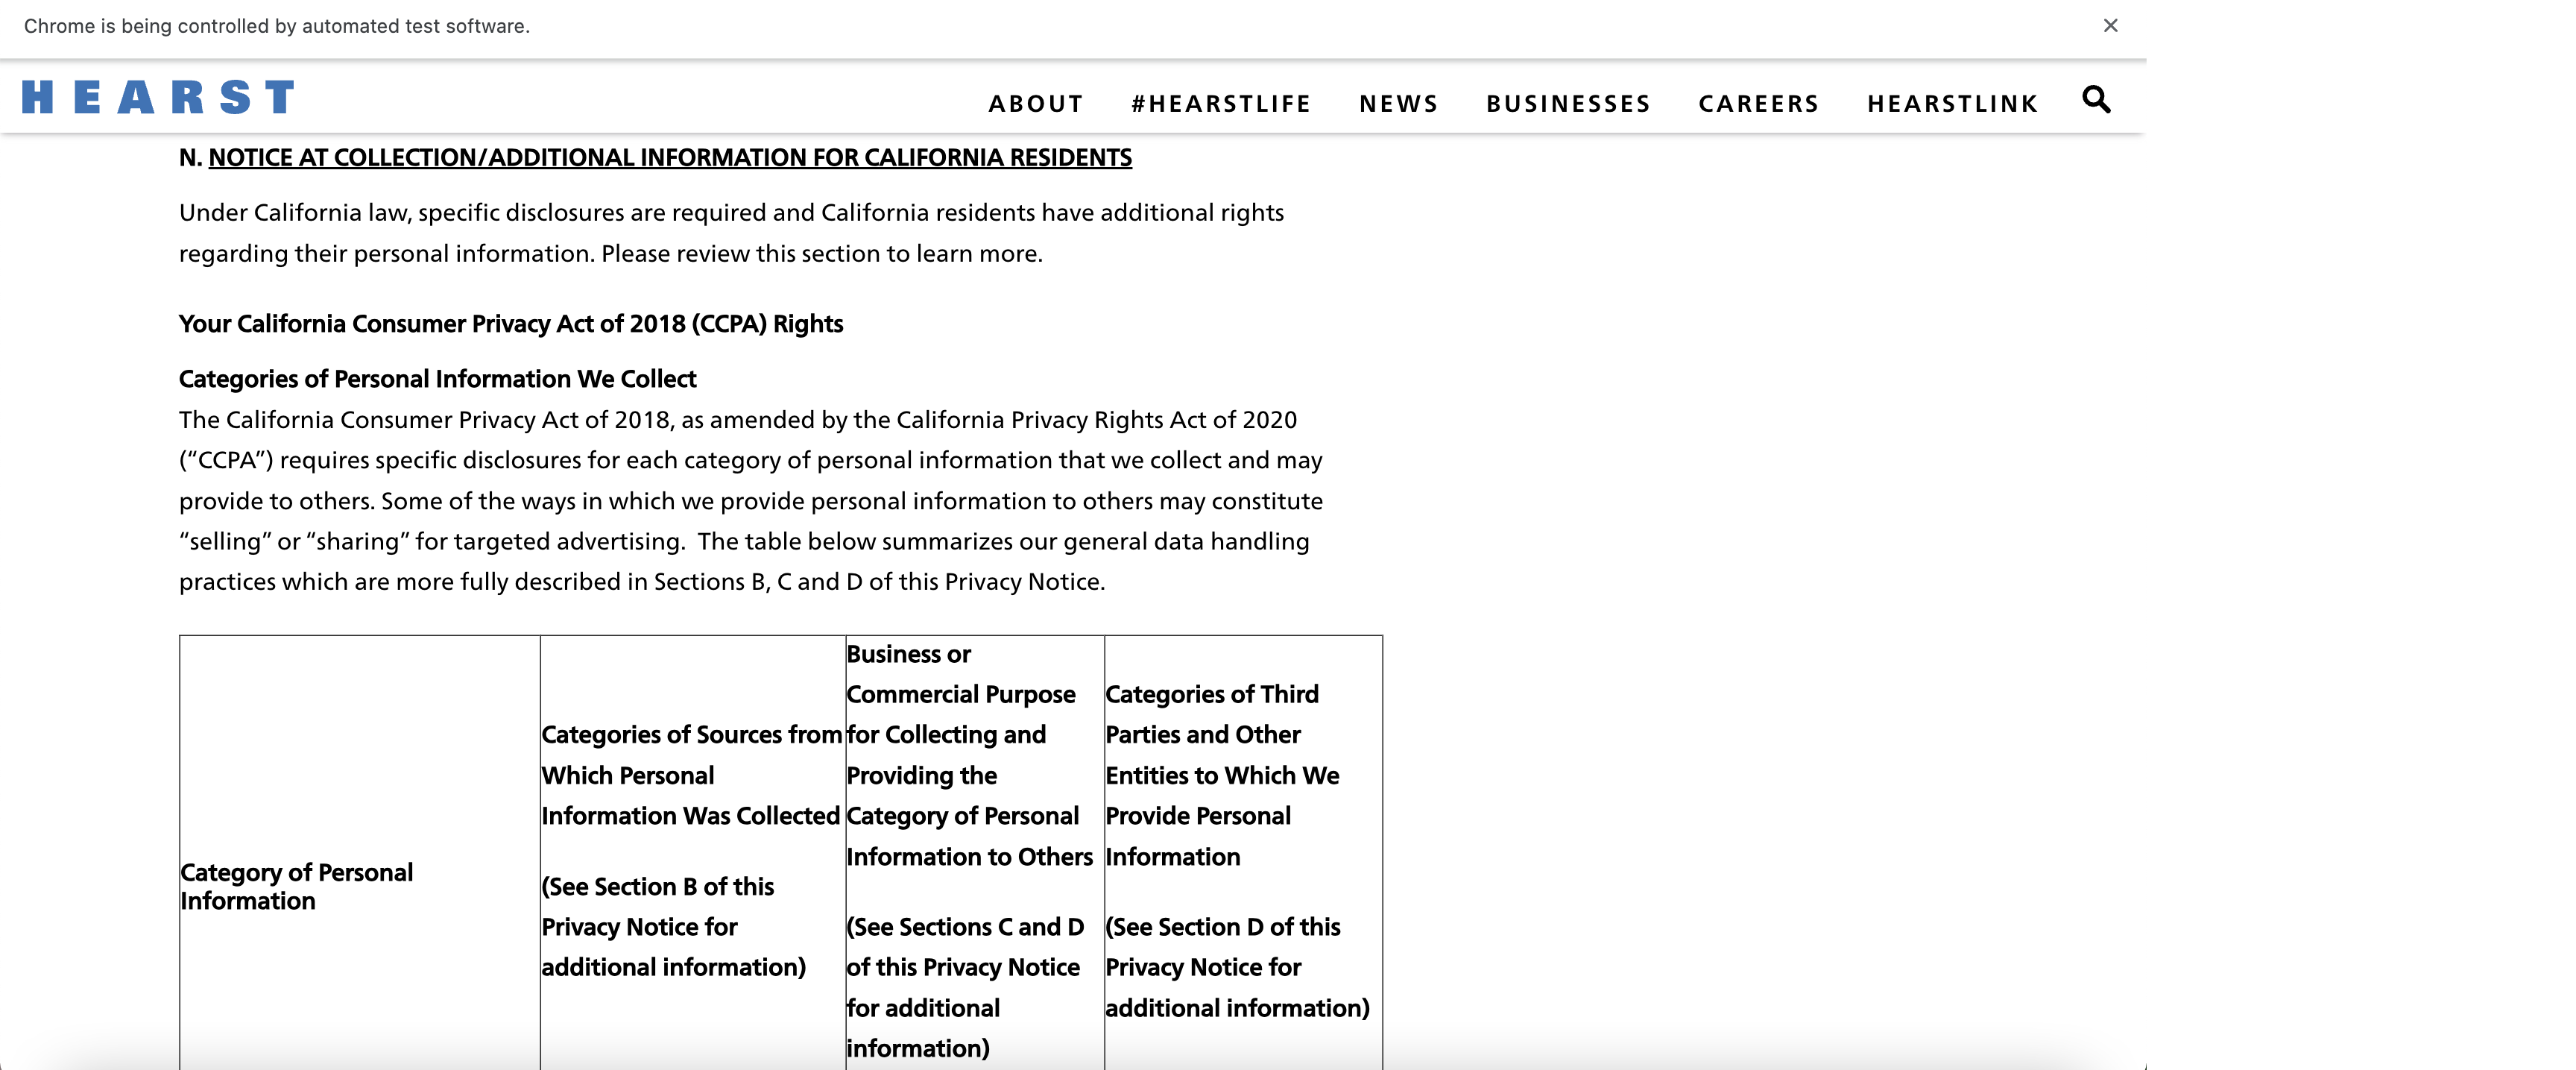 Chrome is being controlled by automated test software.
HEARST
ABOUT #HEARSTLIFE NEWS BUSINESSES CAREERS HEARSTLINK
N. NOTICE AT COLLECTION/ADDITIONAL INFORMATION FOR CALIFORNIA RESIDENTS
Under California law, specific disclosures are required and California residents have additional rights
regarding their personal information. Please review this section to learn more.
Your California Consumer Privacy Act of 2018 (CCPA) Rights
Categories of Personal Information We Collect
The California Consumer Privacy Act of 2018, as amended by the California Privacy Rights Act of 2020
(“CCPA”) requires specific disclosures for each category of personal information that we collect and may
provide to others. Some of the ways in which we provide personal information to others may constitute
“selling” or “sharing” for targeted advertising.  The table below summarizes our general data handling
practices which are more fully described in Sections B, C and D of this Privacy Notice.
Category of Personal
Information
Categories of Sources from
Which Personal
Information Was Collected
(See Section B of this
Privacy Notice for
additional information)
Business or
Commercial Purpose
for Collecting and
Providing the
Category of Personal
Information to Others
(See Sections C and D
of this Privacy Notice
for additional
information)
Categories of Third
Parties and Other
Entities to Which We
Provide Personal
Information
(See Section D of this
Privacy Notice for
additional information)